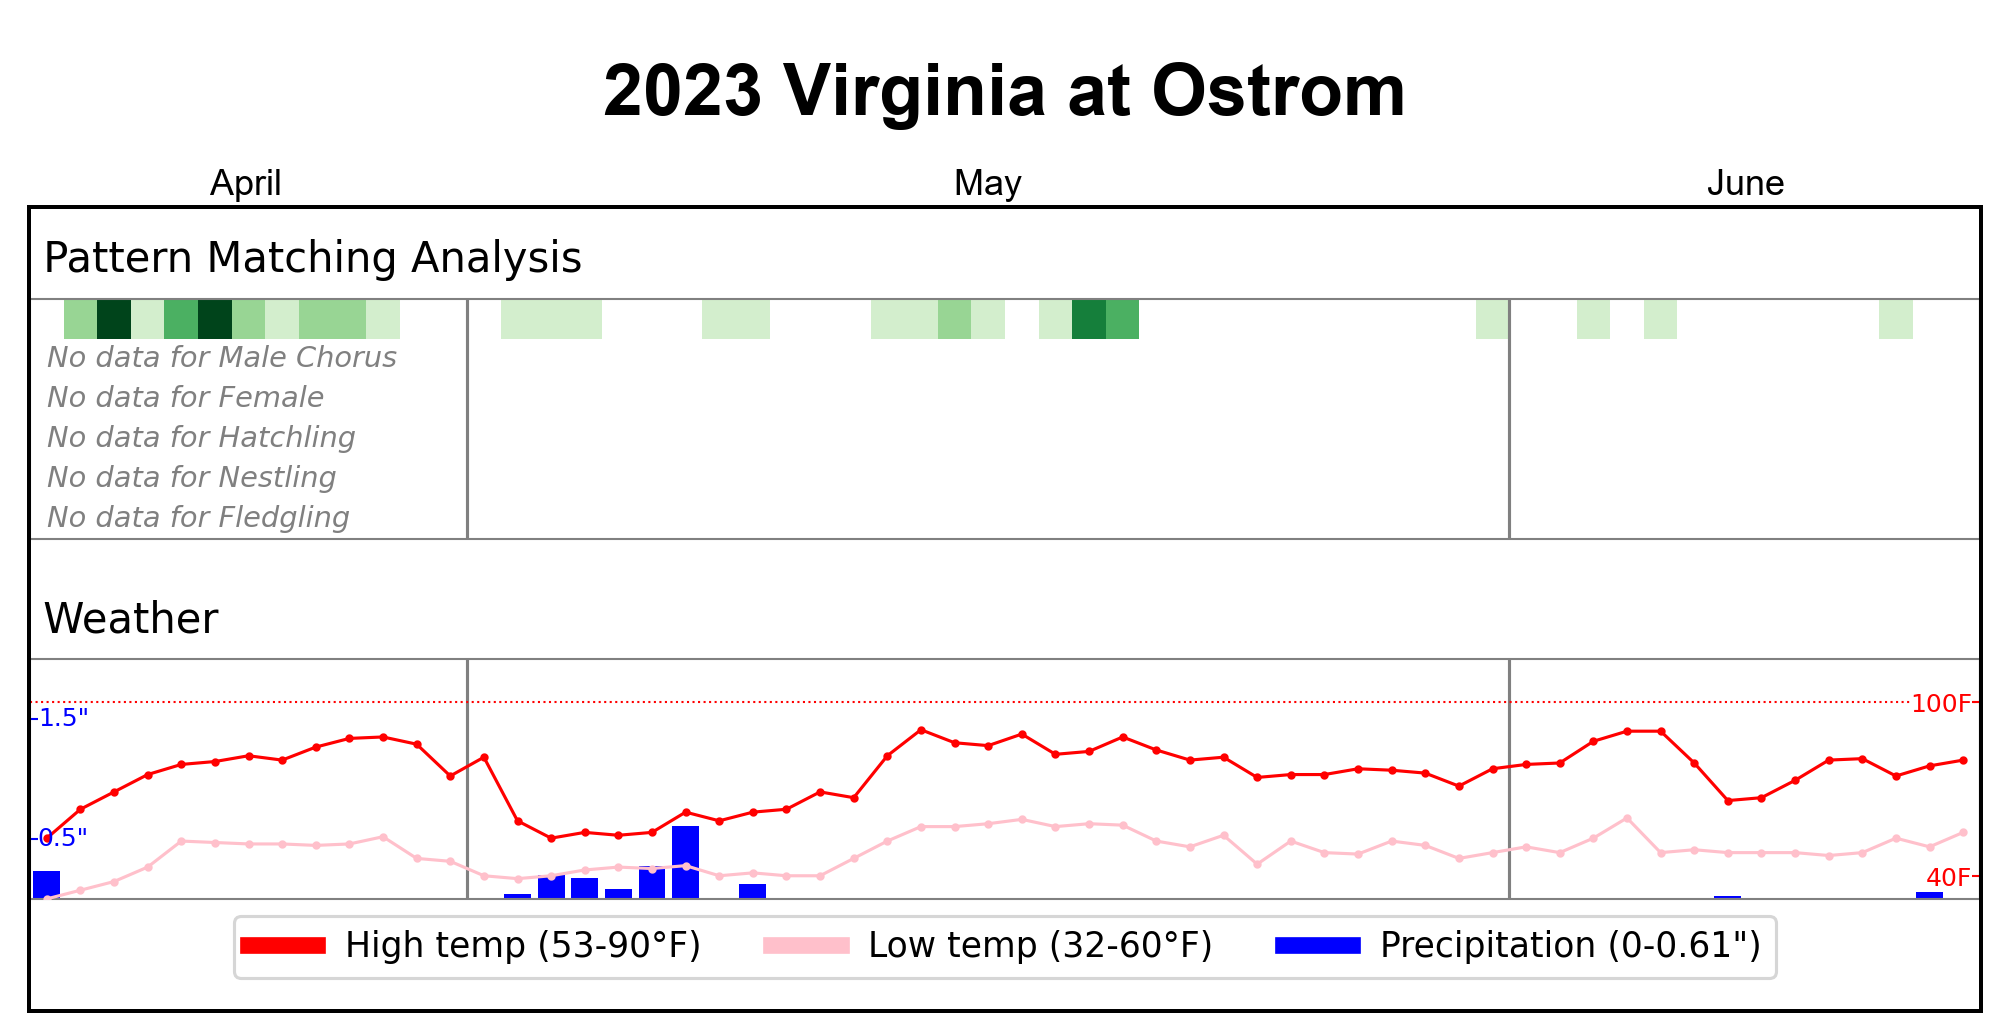 2023 Virginia at Ostrom
April May June
Pattern Matching Analysis
No data for Male Chorus
No data for Female
No data for Hatchling
No data for Nestling
No data for Fledgling
Weather
100F
1.5"
0.5"
40F
High temp (53-90°F) Low temp (32-60°F) Precipitation (0-0.61")